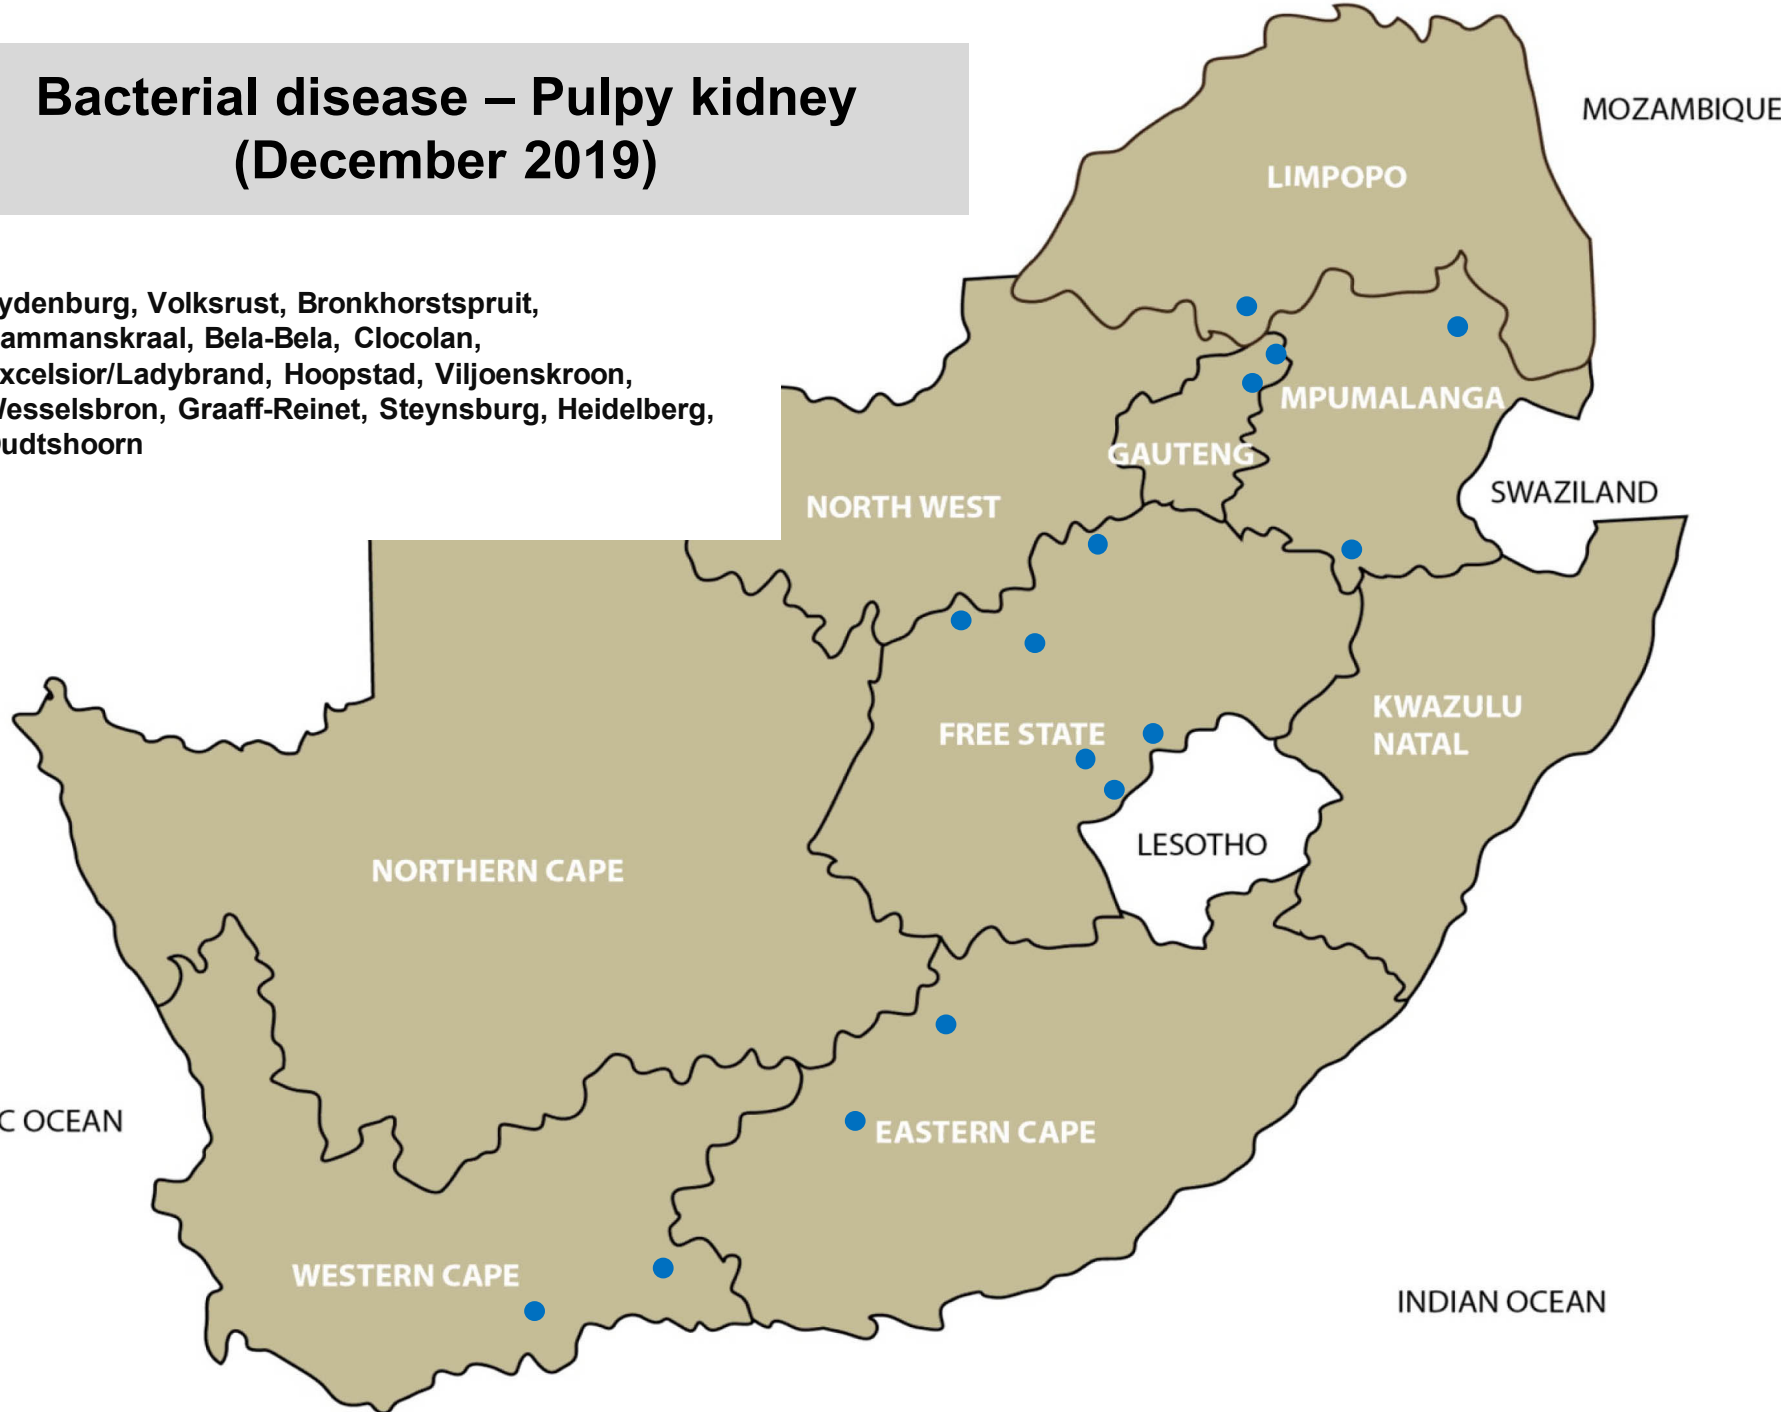 Bacterial disease – Pulpy kidney
(December 2019)
MOZAMBIQUE
LIMPOPO
ydenburg, Volksrust, Bronkhorstspruit,
ammanskraal, Bela-Bela, Clocolan,
xcelsior/Ladybrand, Hoopstad, Viljoenskroon,
Wesselsbron, Graaff-Reinet, Steynsburg, Heidelberg,
Oudtshoorn
MPUMALANGA
GAUTENG
SWAZILAND
NORTH WEST
KWAZULU
NATAL
FREE STATE
LESOTHO
NORTHERN CAPE
C OCEAN
EASTERN CAPE
WESTERN CAPE
INDIAN OCEAN